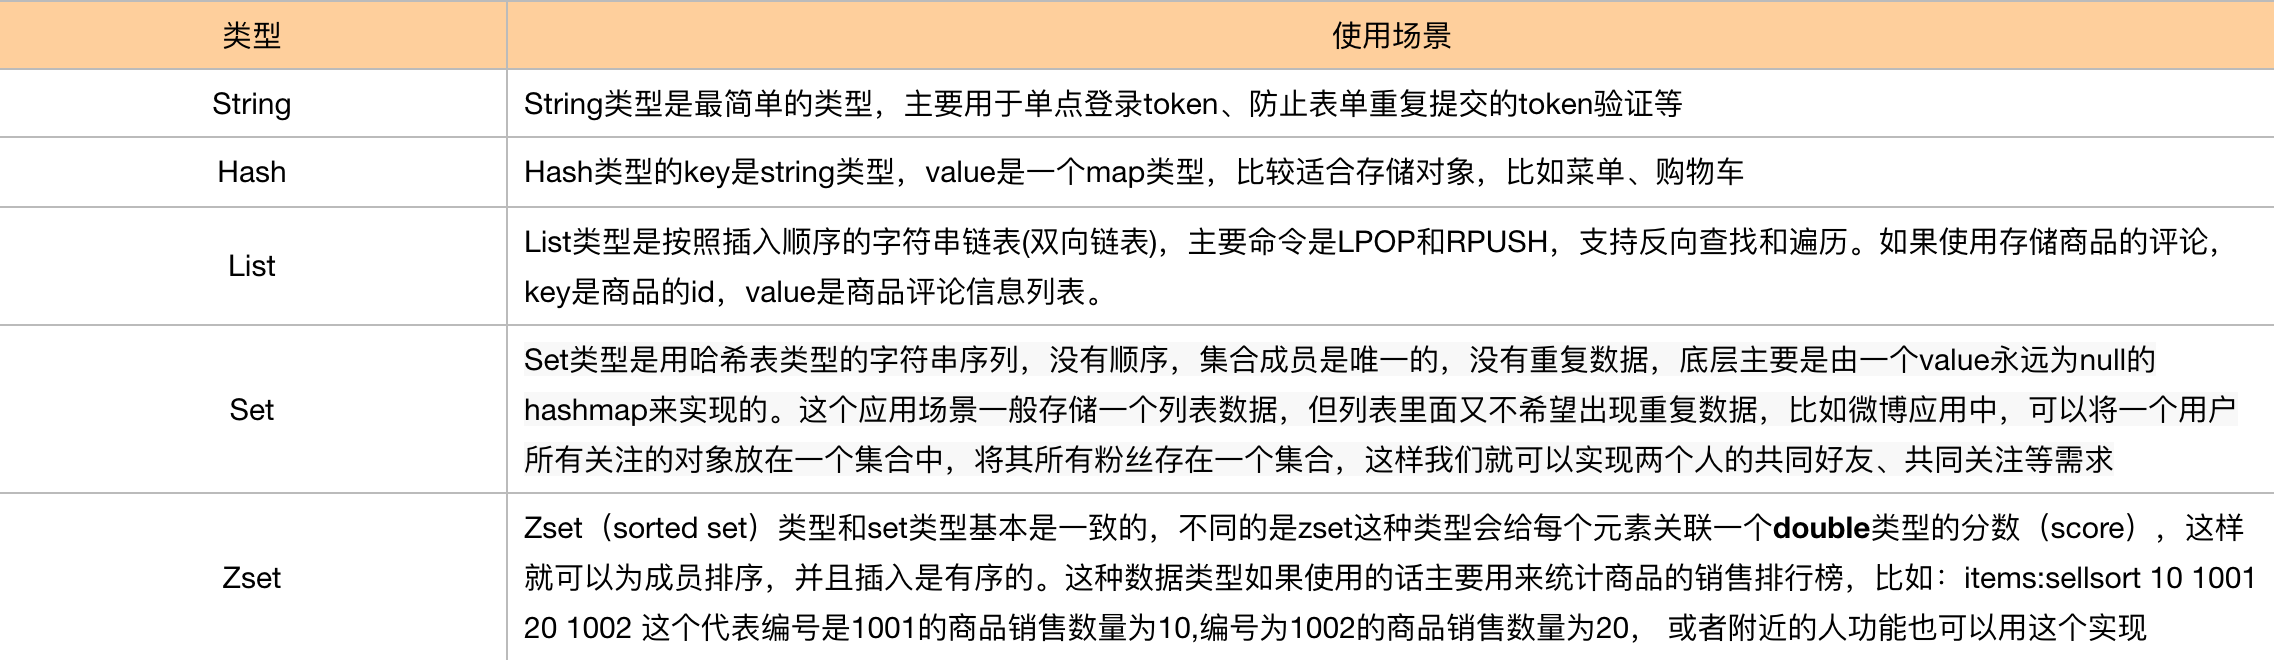 类型 使用场景
String String类型是最简单的类型，主要用于单点登录token、防止表单重复提交的token验证等
Hash Hash类型的key是string类型，value是一个map类型，比较适合存储对象，比如菜单、购物车
List
List类型是按照插入顺序的字符串链表(双向链表)，主要命令是LPOP和RPUSH，支持反向查找和遍历。如果使用存储商品的评论，
key是商品的id，value是商品评论信息列表。
Set
Set类型是用哈希表类型的字符串序列，没有顺序，集合成员是唯一的，没有重复数据，底层主要是由一个value永远为null的
hashmap来实现的。这个应用场景一般存储一个列表数据，但列表里面又不希望出现重复数据，比如微博应用中，可以将一个用户
所有关注的对象放在一个集合中，将其所有粉丝存在一个集合，这样我们就可以实现两个人的共同好友、共同关注等需求
Zset
Zset（sorted set）类型和set类型基本是一致的，不同的是zset这种类型会给每个元素关联一个double类型的分数（score），这样
就可以为成员排序，并且插入是有序的。这种数据类型如果使用的话主要用来统计商品的销售排行榜，比如：items:sellsort 10 1001
20 1002 这个代表编号是1001的商品销售数量为10,编号为1002的商品销售数量为20， 或者附近的人功能也可以用这个实现